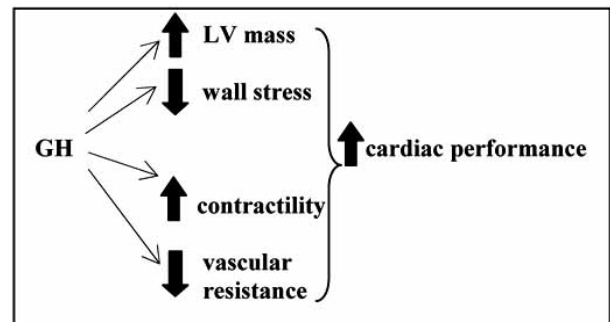 LV mass
wall stress
GH
cardiac performance
contractility
vascular
resistance